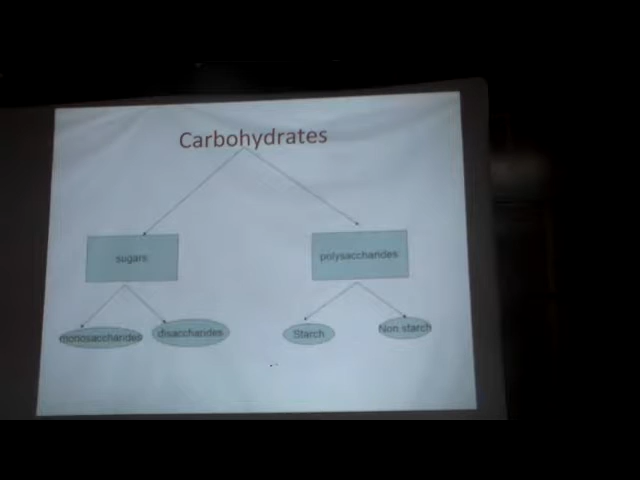 Carbohydrates
sugars
polysaccharides
monosaccharides
disaccharides
Starch
Non starch